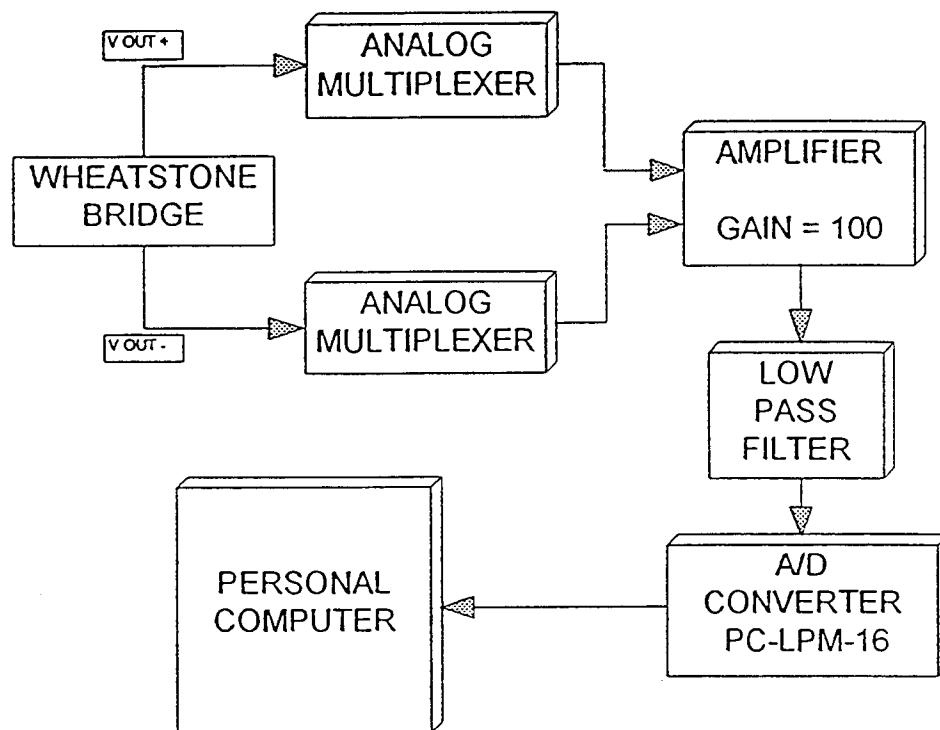 V OUT +
ANALOG
MULTIPLEXER
WHEATSTONE
BRIDGE
AMPLIFIER
GAIN = 100
V OUT -
ANALOG
MULTIPLEXER
LOW
PASS
FILTER
PERSONAL
COMPUTER
A/D
CONVERTER
PC-LPM-16